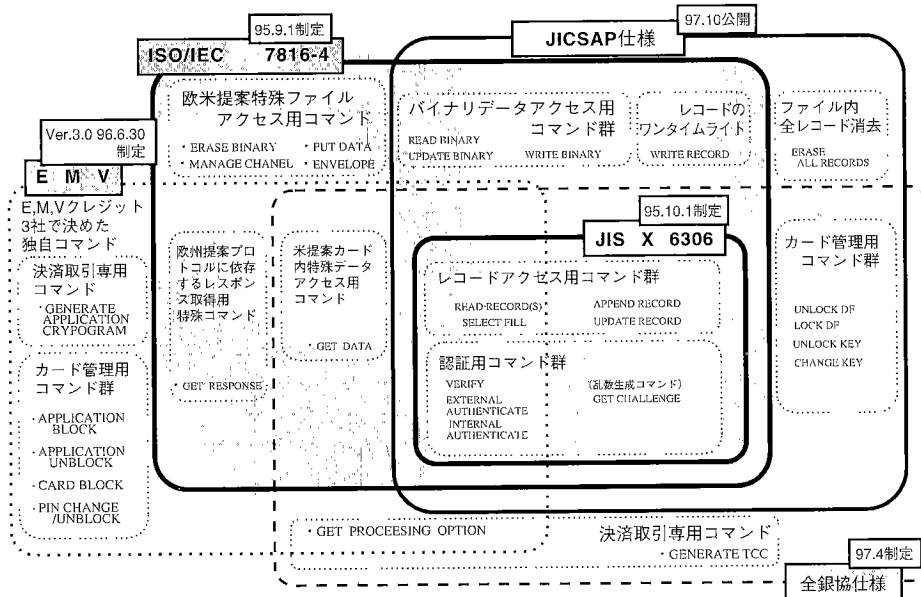 95.9.1制定
ISO/IEC 7816-4
97.10公開
JICSAP仕様
欧米提案特殊ファイル
アクセス用コマンド
・ERASE BINARY ・PUT DATA
・MANAGE CHANEL ・ENVELOPE
バイナリデータアクセス用
コマンド群
READ BINARY
UPDATE BINARY WRITE BINARY
レコードの
ワンタイムライト
WRITE RECORD
ファイル内
全レコード消去
ERASE
ALL RECORDS
Ver.3.0 96.6.30
制定
E M V
E,M,Vクレジット
3社で決めた
独自コマンド
決済取引専用
コマンド
・GENERATE
APPLICATION
CRYPOGRAM
カード管理用
コマンド群
・APPLICATION
BLOCK
・APPLICATION
UNBLOCK
・CARD BLOCK
・PIN CHANGE
/UNBLOCK
欧州提案プロ
トコルに依存
するレスポン
ス取得用
特殊コマンド
・GET RESPONSE
米提案カード
内特殊データ
アクセス用
コマンド
・GET DATA
95.10.1制定
JIS X 6306
レコードアクセス用コマンド群
READ RECORD(S) APPEND RECORD
SELECT FILL UPDATE RECORD
認証用コマンド群
VERIFY (乱数生成コマンド)
EXTERNAL GET CHALLENGE
AUTHENTICATE
INTERNAL
AUTHENTICATE
カード管理用
コマンド群
UNLOCK DF
LOCK DF
UNLOCK KEY
CHANGE KEY
・GET PROCEESING OPTION
決済取引専用コマンド
・GENERATE TCC
97.4制定
全銀協仕様